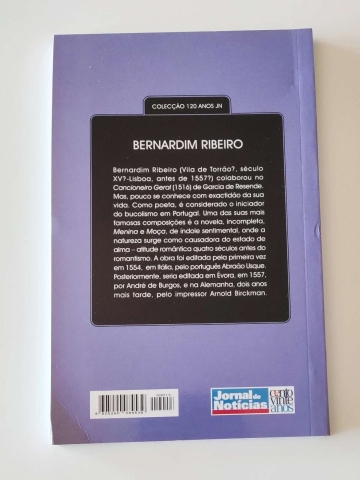 COLECÇÃO 120 ANOS JN
BERNARDIM RIBEIRO
Bernardim Ribeiro (Vila de Torrão?, século
XV?-Lisboa, antes de 1557?) colaborou no
Cancioneiro Geral (1516) de Garcia de Resende.
Mas, pouco se conhece com exactidão da sua
vida. Como poeta, é considerado o iniciador
do bucolismo em Portugal. Uma das suas mais
famosas composições é a novela, incompleta,
Menina e Moça, de índole sentimental, onde a
natureza surge como causadora do estado de
alma – atitude romântica quatro séculos antes do
romantismo. A obra foi editada pela primeira vez
em 1554, em Itália, pelo português Abraão Usque.
Posteriormente, seria editada em Évora, em 1557,
por André de Burgos, e na Alemanha, dois anos
mais tarde, pelo impressor Arnold Birckman.
Jornal de
Notícias
cento
vinte
anos